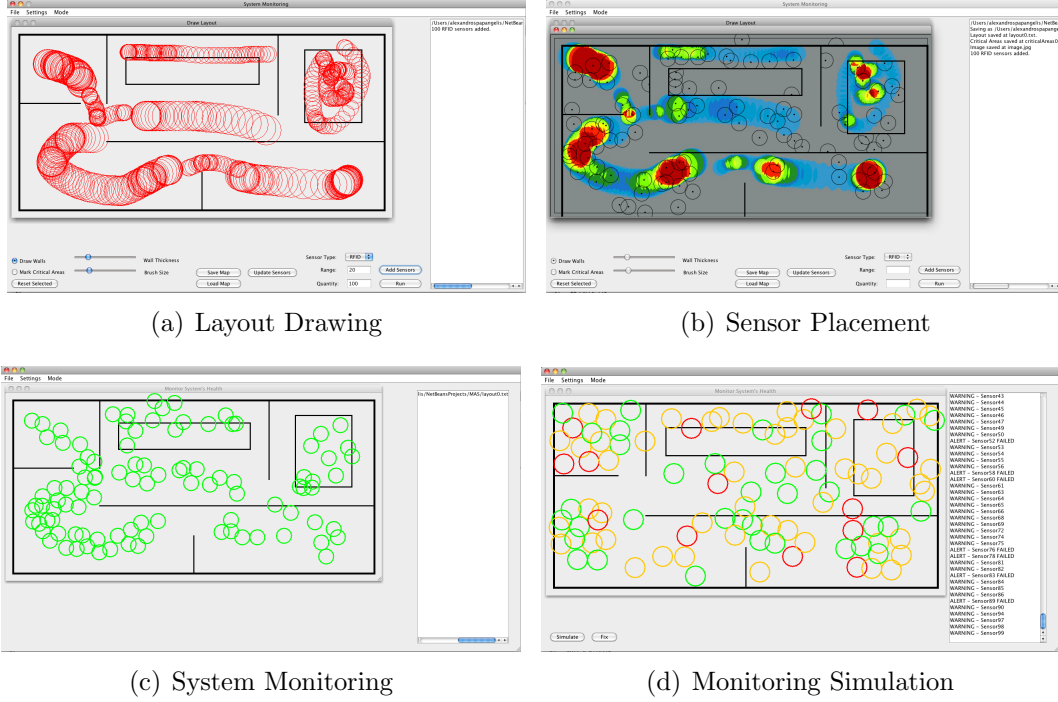 System Monitoring
File Settings Mode
Draw Layout
/Users/alexandrospapangelis/NetBea
100 RFID sensors added.
Draw Walls
Wall Thickness
Mark Critical Areas
Brush Size
Reset Selected
Save Map
Update Sensors
Load Map
Sensor Type:
RFID
Range:
20
Add Sensors
Quantity:
100
Run
(a) Layout Drawing
System Monitoring
File Settings Mode
Draw Layout
/Users/alexandrospapangelis/NetBean
Saving as /Users/alexandrospapangelis
Layout saved at layout0.txt.
Critical Areas saved at criticalAreas0
Image saved at image.jpg
100 RFID sensors added.
Draw Walls
Wall Thickness
Mark Critical Areas
Brush Size
Reset Selected
Save Map
Update Sensors
Load Map
Sensor Type:
RFID
Range:
Add Sensors
Quantity:
Run
(b) Sensor Placement
File Settings Mode
Monitor System's Health
lis/NetBeansProjects/MAS/layout0.txt
(c) System Monitoring
File Settings Mode
Monitor System's Health
WARNING - Sensor43
WARNING - Sensor44
WARNING - Sensor45
WARNING - Sensor46
WARNING - Sensor47
WARNING - Sensor49
WARNING - Sensor50
ALERT - Sensor52 FAILED
WARNING - Sensor53
WARNING - Sensor54
WARNING - Sensor55
WARNING - Sensor56
ALERT - Sensor58 FAILED
ALERT - Sensor60 FAILED
WARNING - Sensor61
WARNING - Sensor63
WARNING - Sensor64
WARNING - Sensor65
WARNING - Sensor66
WARNING - Sensor68
WARNING - Sensor69
WARNING - Sensor72
WARNING - Sensor74
WARNING - Sensor75
ALERT - Sensor76 FAILED
ALERT - Sensor78 FAILED
WARNING - Sensor81
WARNING - Sensor82
ALERT - Sensor83 FAILED
WARNING - Sensor84
WARNING - Sensor85
WARNING - Sensor86
ALERT - Sensor89 FAILED
WARNING - Sensor90
WARNING - Sensor94
WARNING - Sensor97
WARNING - Sensor98
WARNING - Sensor99
Simulate
Fix
(d) Monitoring Simulation